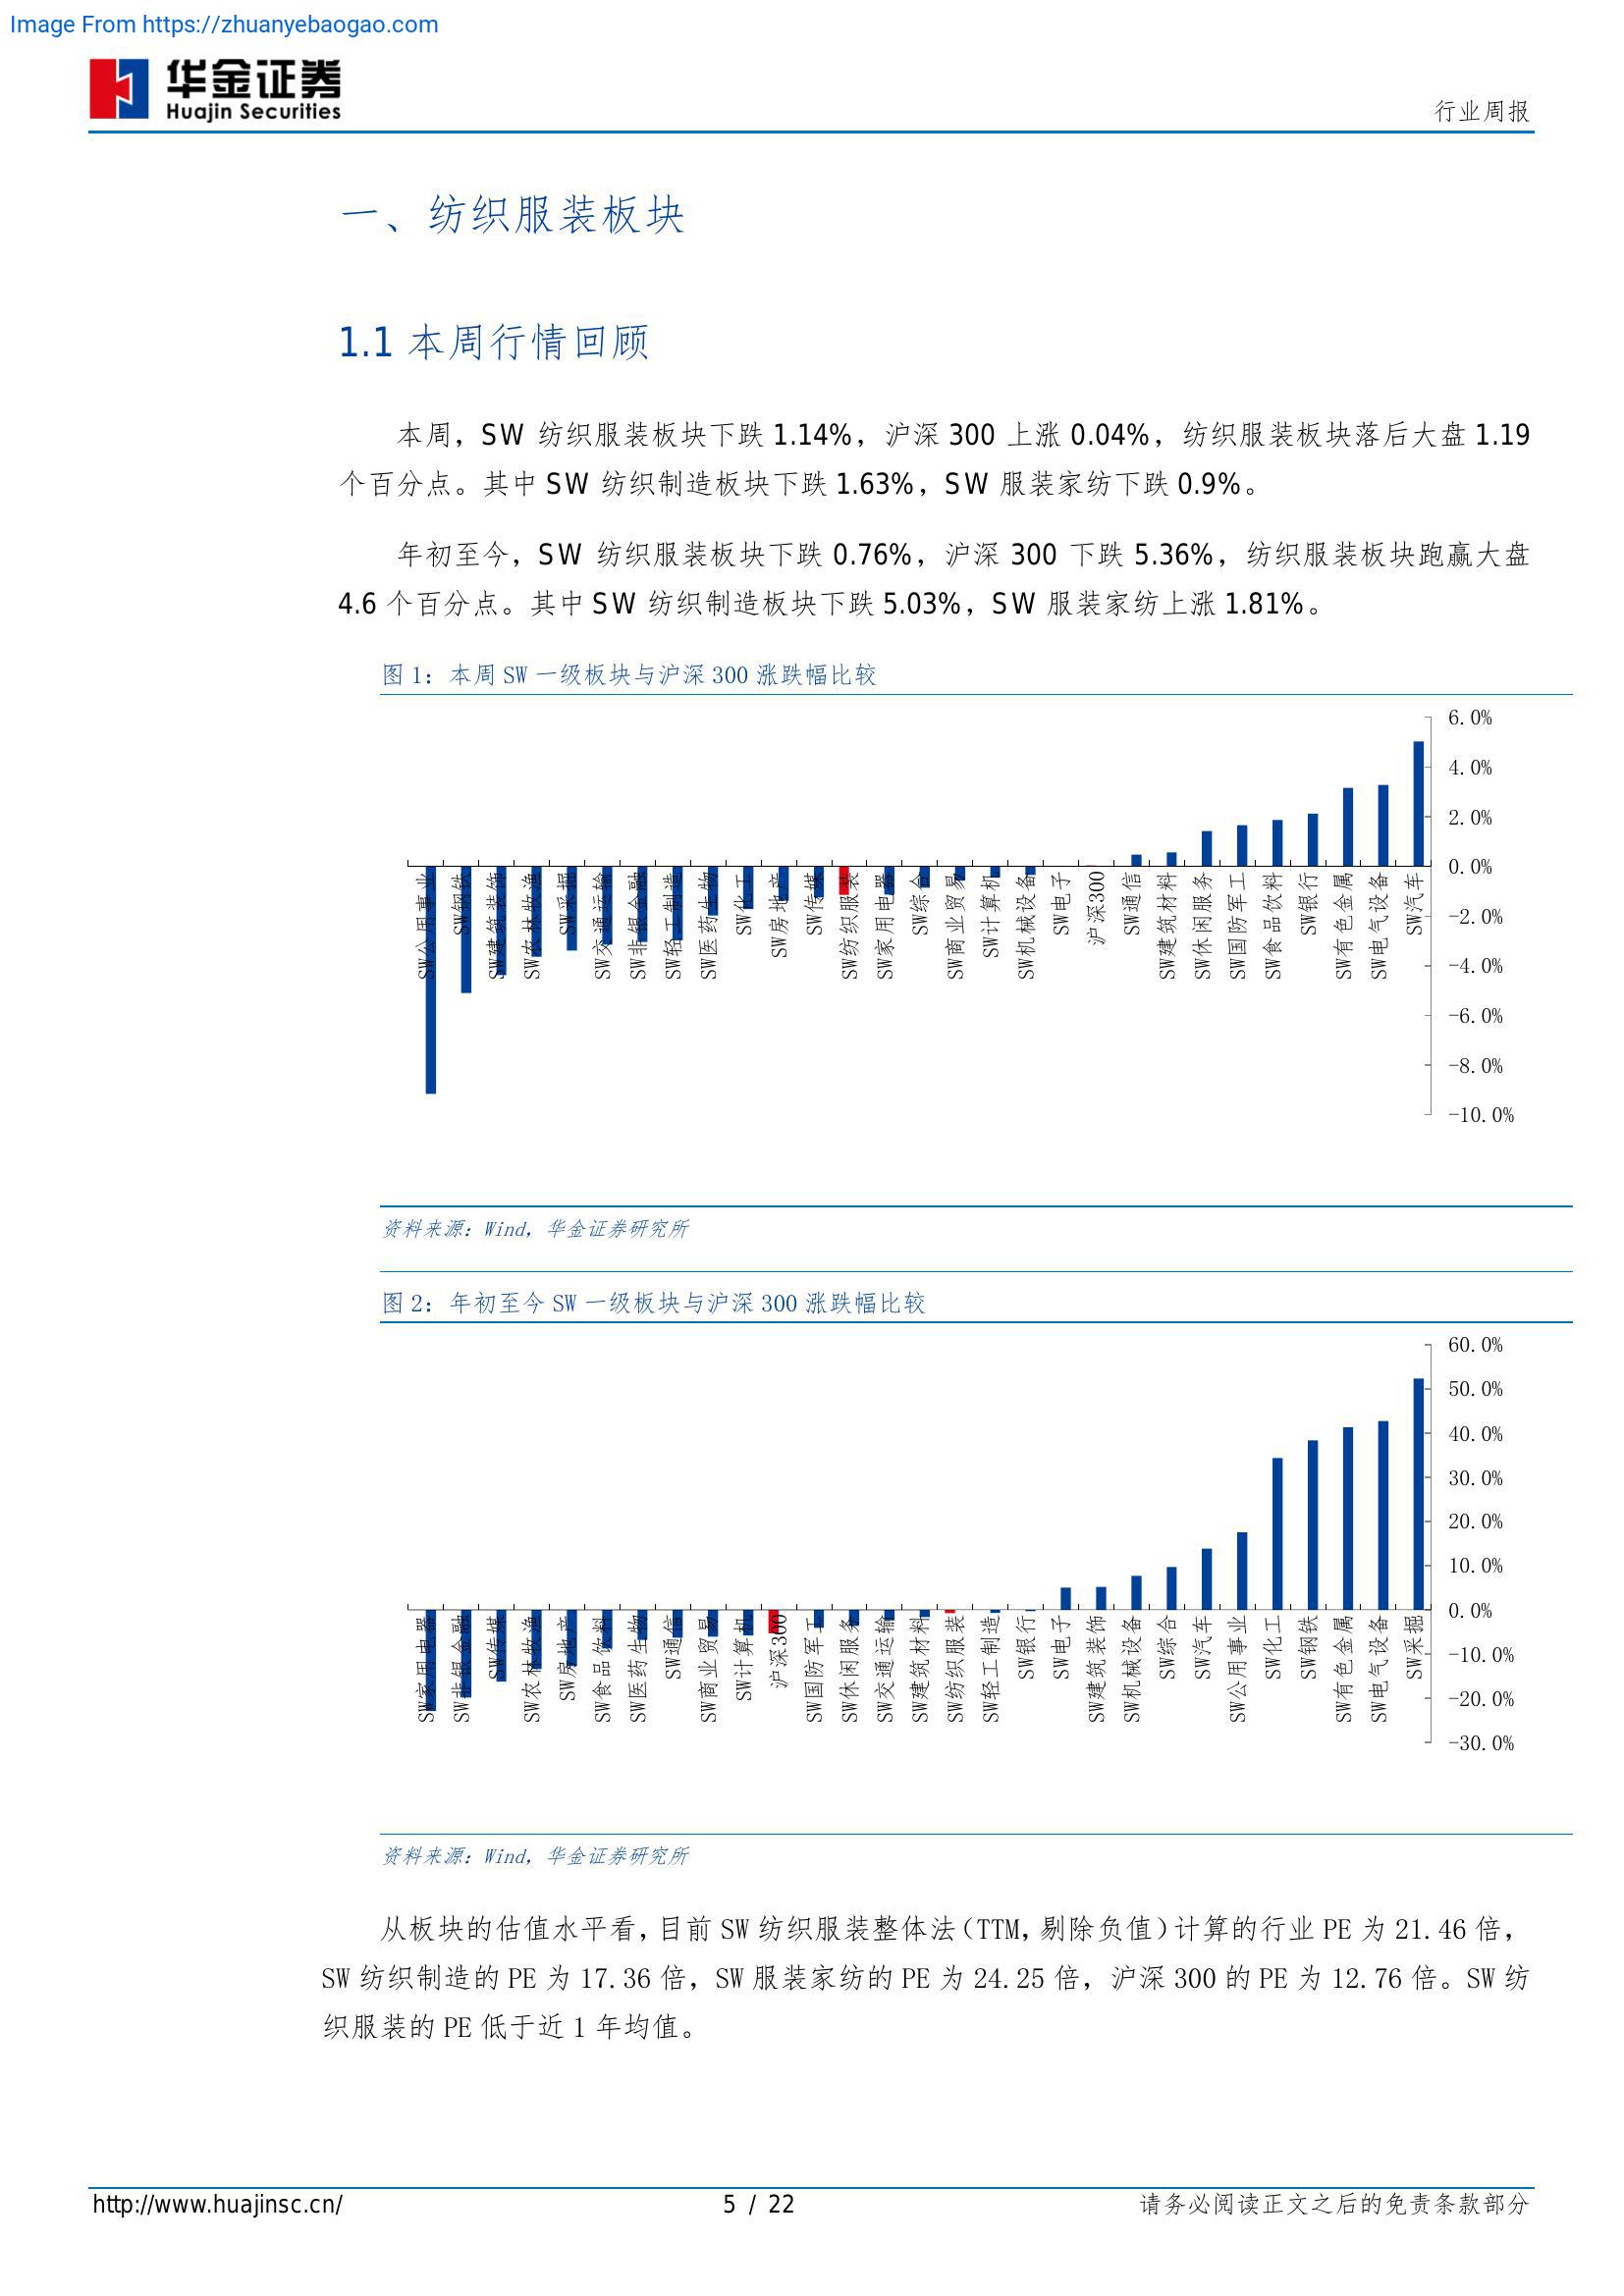 Image From https://zhuanyebaogao.com
华金证券
Huajin Securities
行业周报
一、纺织服装板块
1.1 本周行情回顾
本周，SW 纺织服装板块下跌 1.14%，沪深 300 上涨 0.04%，纺织服装板块落后大盘 1.19
个百分点。其中 SW 纺织制造板块下跌 1.63%，SW 服装家纺下跌 0.9%。
年初至今，SW 纺织服装板块下跌 0.76%，沪深 300 下跌 5.36%，纺织服装板块跑赢大盘
4.6 个百分点。其中 SW 纺织制造板块下跌 5.03%，SW 服装家纺上涨 1.81%。
图 1：本周 SW 一级板块与沪深 300 涨跌幅比较
6.0%
4.0%
2.0%
0.0%
-2.0%
-4.0%
-6.0%
-8.0%
-10.0%
SW公用事业
SW钢铁
SW建筑装饰
SW农林牧渔
SW采掘
SW交通运输
SW非银金融
SW轻工制造
SW医药生物
SW化工
SW房地产
SW传媒
SW纺织服装
SW家用电器
SW综合
SW商业贸易
SW计算机
SW机械设备
SW电子
沪深300
SW通信
SW建筑材料
SW休闲服务
SW国防军工
SW食品饮料
SW银行
SW有色金属
SW电气设备
SW汽车
资料来源：Wind，华金证券研究所
图 2：年初至今 SW 一级板块与沪深 300 涨跌幅比较
60.0%
50.0%
40.0%
30.0%
20.0%
10.0%
0.0%
-10.0%
-20.0%
-30.0%
SW家用电器
SW非银金融
SW传媒
SW农林牧渔
SW房地产
SW食品饮料
SW医药生物
SW通信
SW商业贸易
SW计算机
沪深300
SW国防军工
SW休闲服务
SW交通运输
SW建筑材料
SW纺织服装
SW轻工制造
SW银行
SW电子
SW建筑装饰
SW机械设备
SW综合
SW汽车
SW公用事业
SW化工
SW钢铁
SW有色金属
SW电气设备
SW采掘
资料来源：Wind，华金证券研究所
从板块的估值水平看，目前 SW 纺织服装整体法（TTM，剔除负值）计算的行业 PE 为 21.46 倍，
SW 纺织制造的 PE 为 17.36 倍，SW 服装家纺的 PE 为 24.25 倍，沪深 300 的 PE 为 12.76 倍。SW 纺
织服装的 PE 低于近 1 年均值。
http://www.huajinsc.cn/
5 / 22
请务必阅读正文之后的免责条款部分